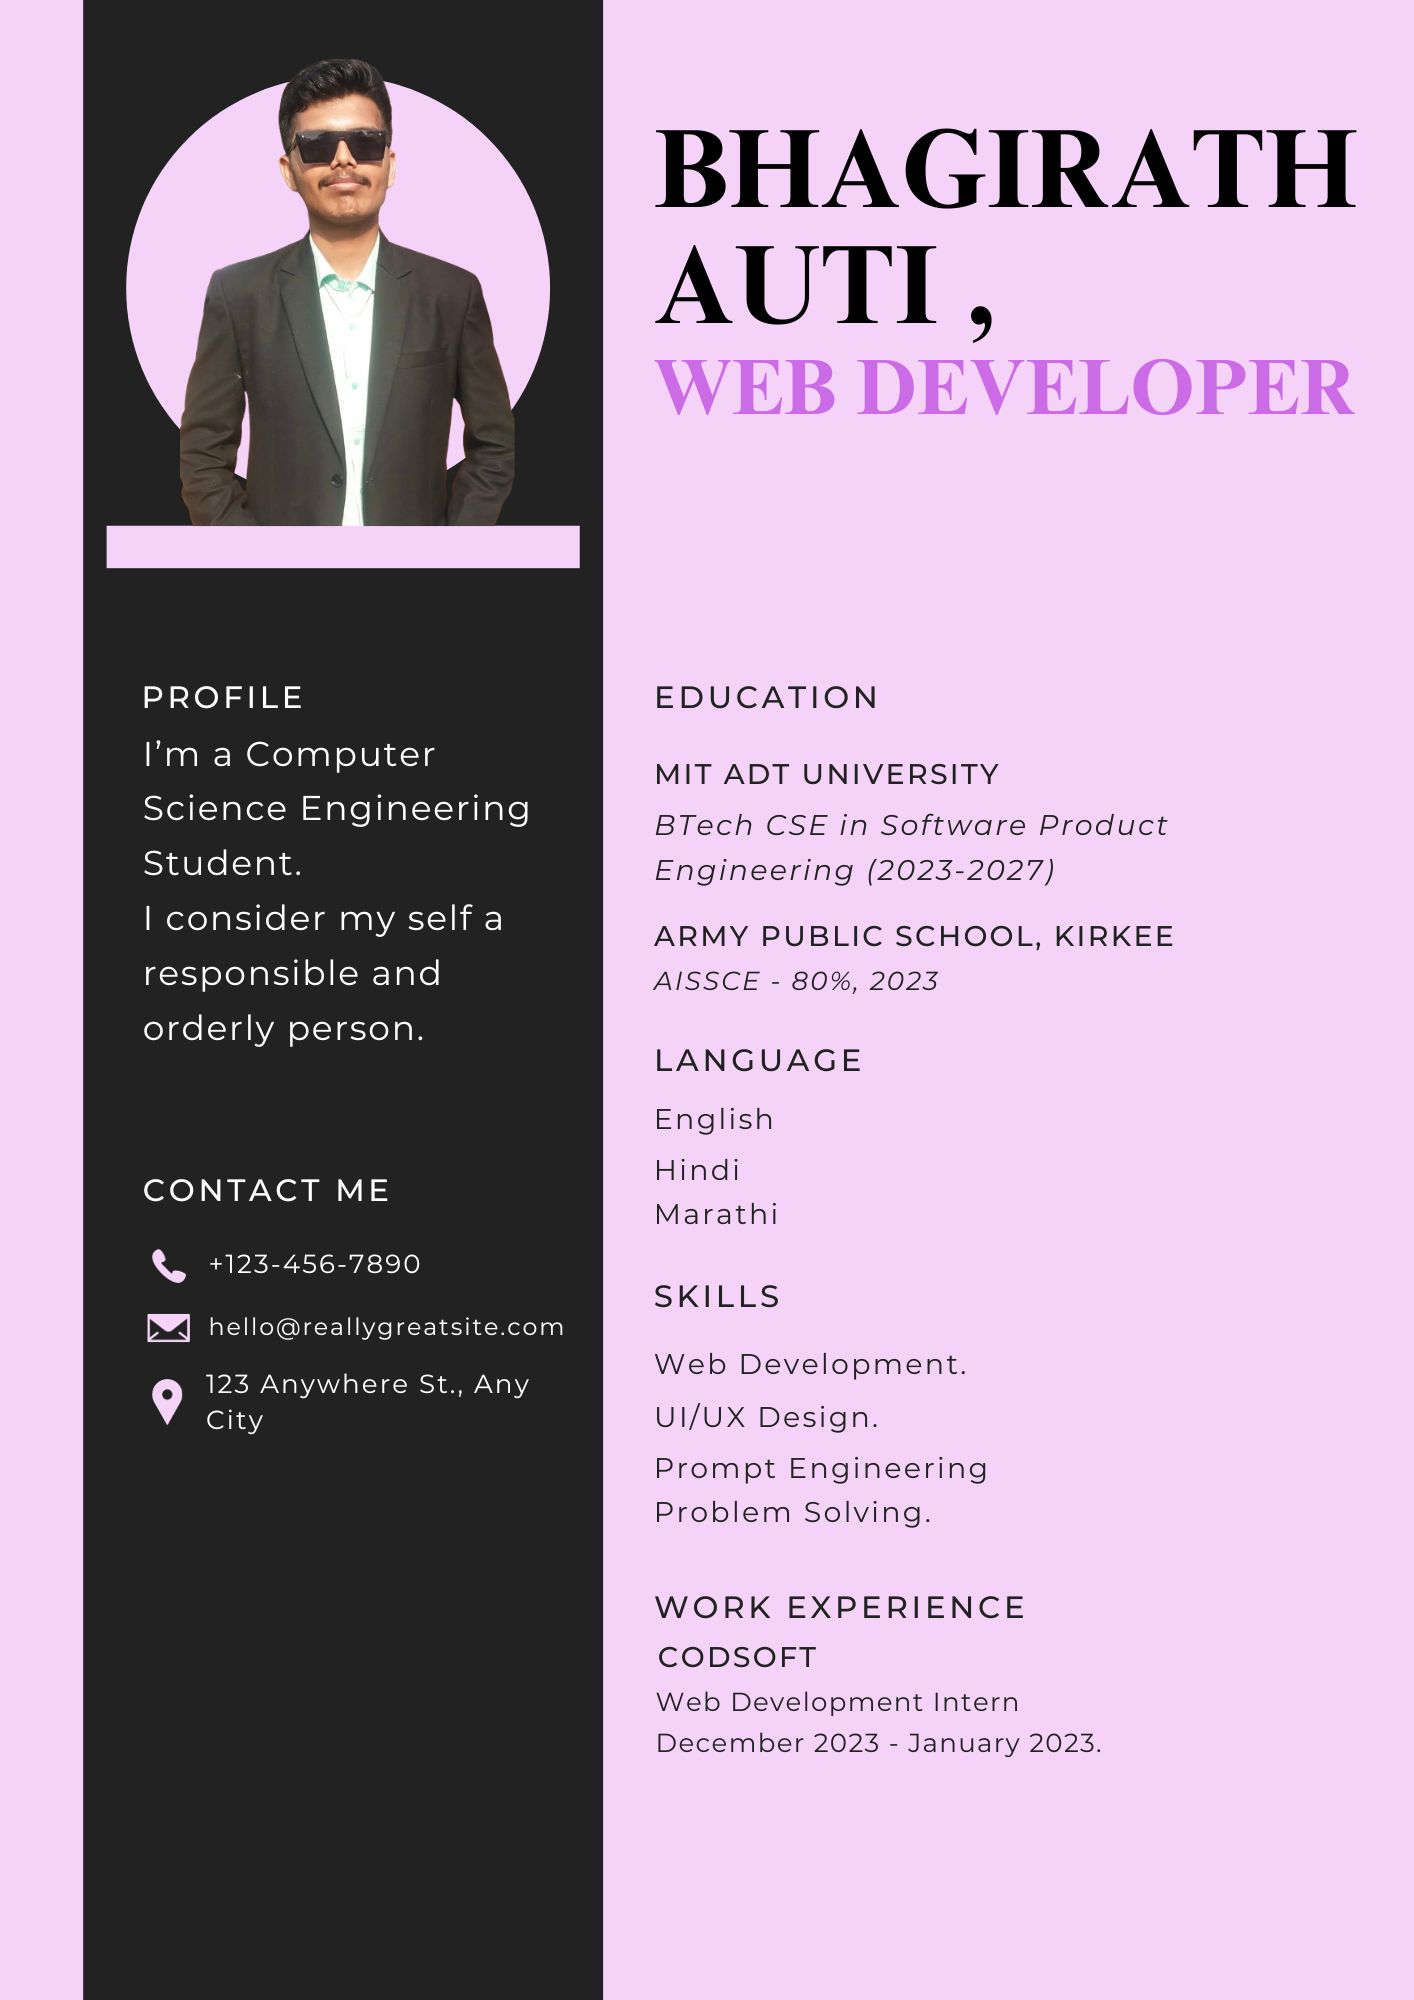 BHAGIRATH
AUTI ,
WEB DEVELOPER
PROFILE
I’m a Computer
Science Engineering
Student.
I consider my self a
responsible and
orderly person.
CONTACT ME
+123-456-7890
hello@reallygreatsite.com
123 Anywhere St., Any
City
EDUCATION
MIT ADT UNIVERSITY
BTech CSE in Software Product
Engineering (2023-2027)
ARMY PUBLIC SCHOOL, KIRKEE
AISSCE - 80%, 2023
LANGUAGE
English
Hindi
Marathi
SKILLS
Web Development.
UI/UX Design.
Prompt Engineering
Problem Solving.
WORK EXPERIENCE
CODSOFT
Web Development Intern
December 2023 - January 2023.